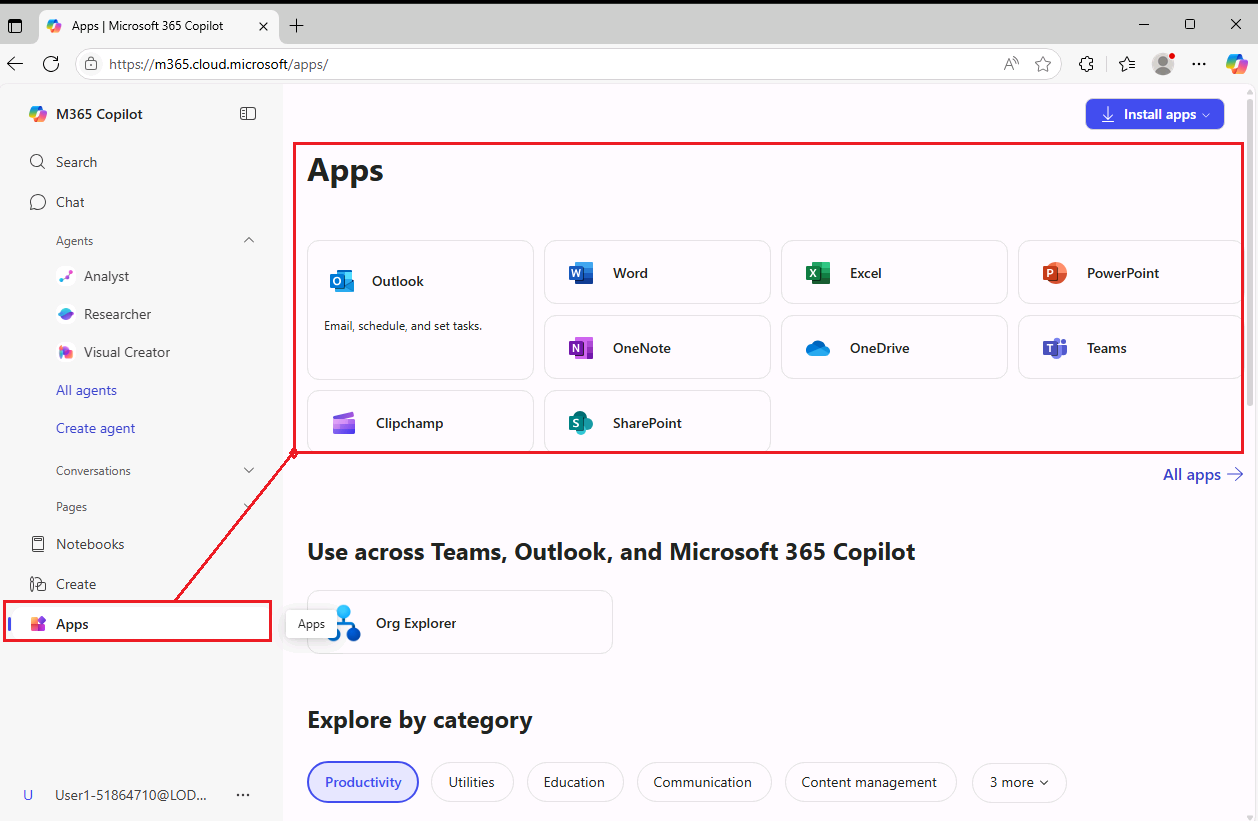 Apps | Microsoft 365 Copilot
https://m365.cloud.microsoft/apps/
M365 Copilot
Search
Chat
Agents
Analyst
Researcher
Visual Creator
All agents
Create agent
Conversations
Pages
Notebooks
Create
Apps
User1-51864710@LOD...
Install apps
Apps
Outlook
Email, schedule, and set tasks.
Word
Excel
PowerPoint
OneNote
OneDrive
Teams
Clipchamp
SharePoint
All apps
Use across Teams, Outlook, and Microsoft 365 Copilot
Apps
Org Explorer
Explore by category
Productivity
Utilities
Education
Communication
Content management
3 more